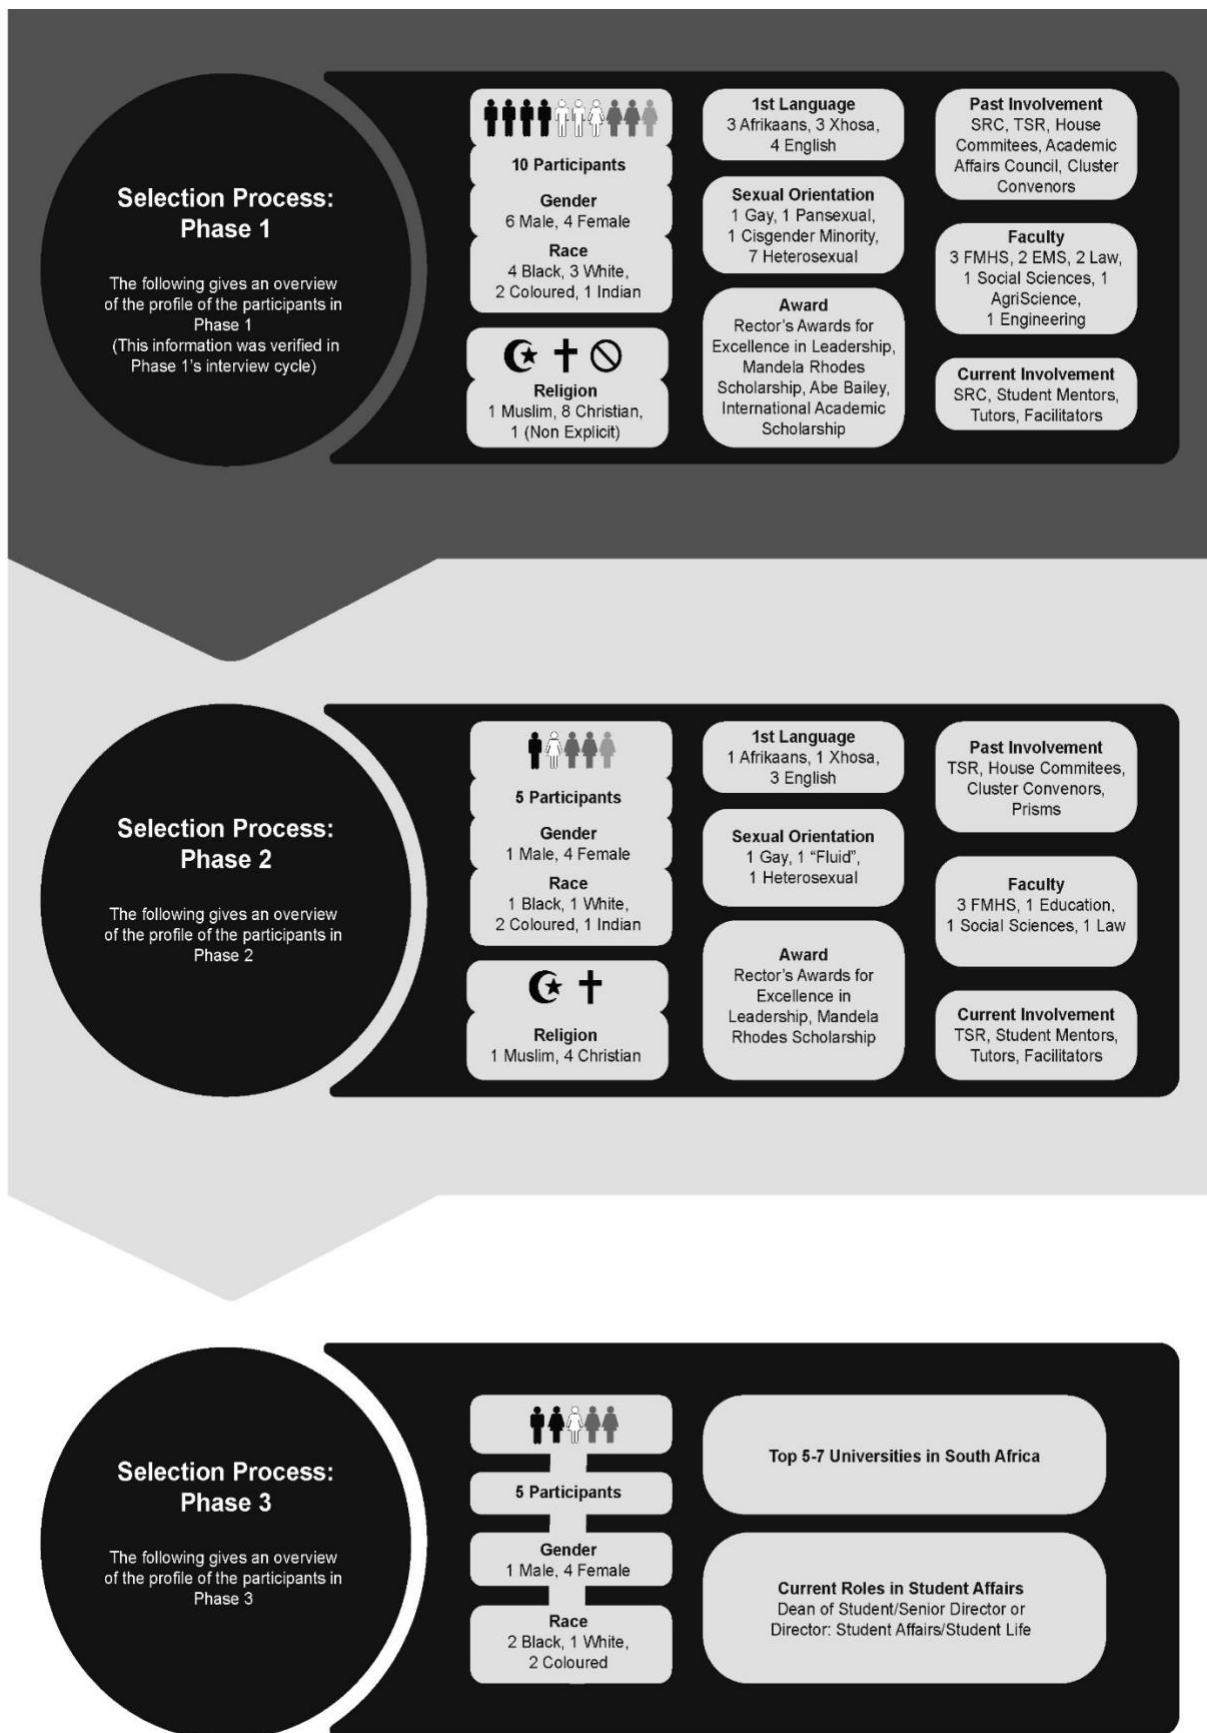 Selection Process:
Phase 1
The following gives an overview
of the profile of the participants in
Phase 1
(This information was verified in
Phase 1's interview cycle)
10 Participants
Gender
6 Male, 4 Female
Race
4 Black, 3 White,
2 Coloured, 1 Indian
Religion
1 Muslim, 8 Christian,
1 (Non Explicit)
1st Language
3 Afrikaans, 3 Xhosa,
4 English
Sexual Orientation
1 Gay, 1 Pansexual,
1 Cisgender Minority,
7 Heterosexual
Award
Rector's Awards for
Excellence in Leadership,
Mandela Rhodes
Scholarship, Abe Bailey,
International Academic
Scholarship
Past Involvement
SRC, TSR, House
Commitees, Academic
Affairs Council, Cluster
Convenors
Faculty
3 FMHS, 2 EMS, 2 Law,
1 Social Sciences, 1
AgriScience,
1 Engineering
Current Involvement
SRC, Student Mentors,
Tutors, Facilitators
Selection Process:
Phase 2
The following gives an overview
of the profile of the participants in
Phase 2
5 Participants
Gender
1 Male, 4 Female
Race
1 Black, 1 White,
2 Coloured, 1 Indian
Religion
1 Muslim, 4 Christian
1st Language
1 Afrikaans, 1 Xhosa,
3 English
Sexual Orientation
1 Gay, 1 “Fluid”,
1 Heterosexual
Award
Rector's Awards for
Excellence in
Leadership, Mandela
Rhodes Scholarship
Past Involvement
TSR, House Commitees,
Cluster Convenors,
Prisms
Faculty
3 FMHS, 1 Education,
1 Social Sciences, 1 Law
Current Involvement
TSR, Student Mentors,
Tutors, Facilitators
Selection Process:
Phase 3
The following gives an overview
of the profile of the participants in
Phase 3
5 Participants
Gender
1 Male, 4 Female
Race
2 Black, 1 White,
2 Coloured
Top 5-7 Universities in South Africa
Current Roles in Student Affairs
Dean of Student/Senior Director or
Director: Student Affairs/Student Life